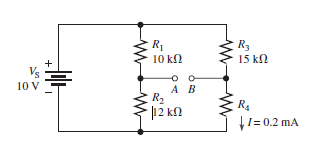 R1
10 kΩ
R3
15 kΩ
+
VS
10 V
−
A B
R2
12 kΩ
R4
I = 0.2 mA